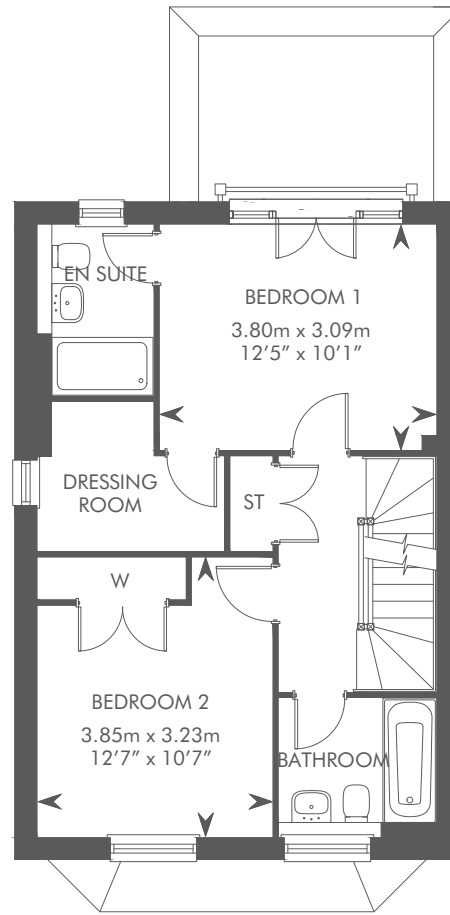 EN SUITE
BEDROOM 1
3.80m x 3.09m
12’5” x 10’1”
DRESSING
ROOM
ST
W
BEDROOM 2
3.85m x 3.23m
12’7” x 10’7”
BATHROOM